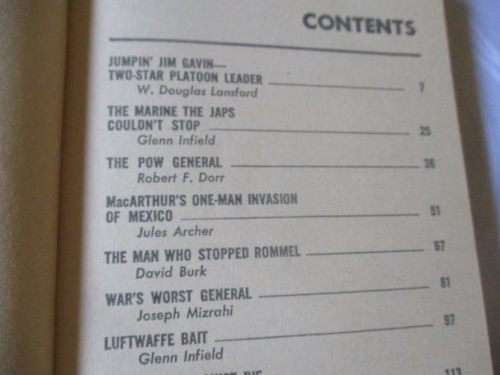 CONTENTS
JUMPIN' JIM GAVIN—
TWO-STAR PLATOON LEADER 7
W. Douglas Lansford
THE MARINE THE JAPS
COULDN'T STOP 25
Glenn Infield
THE POW GENERAL 36
Robert F. Dorr
MacARTHUR'S ONE-MAN INVASION
OF MEXICO 51
Jules Archer
THE MAN WHO STOPPED ROMMEL 67
David Burk
WAR'S WORST GENERAL 81
Joseph Mizrahi
LUFTWAFFE BAIT 97
Glenn Infield
113